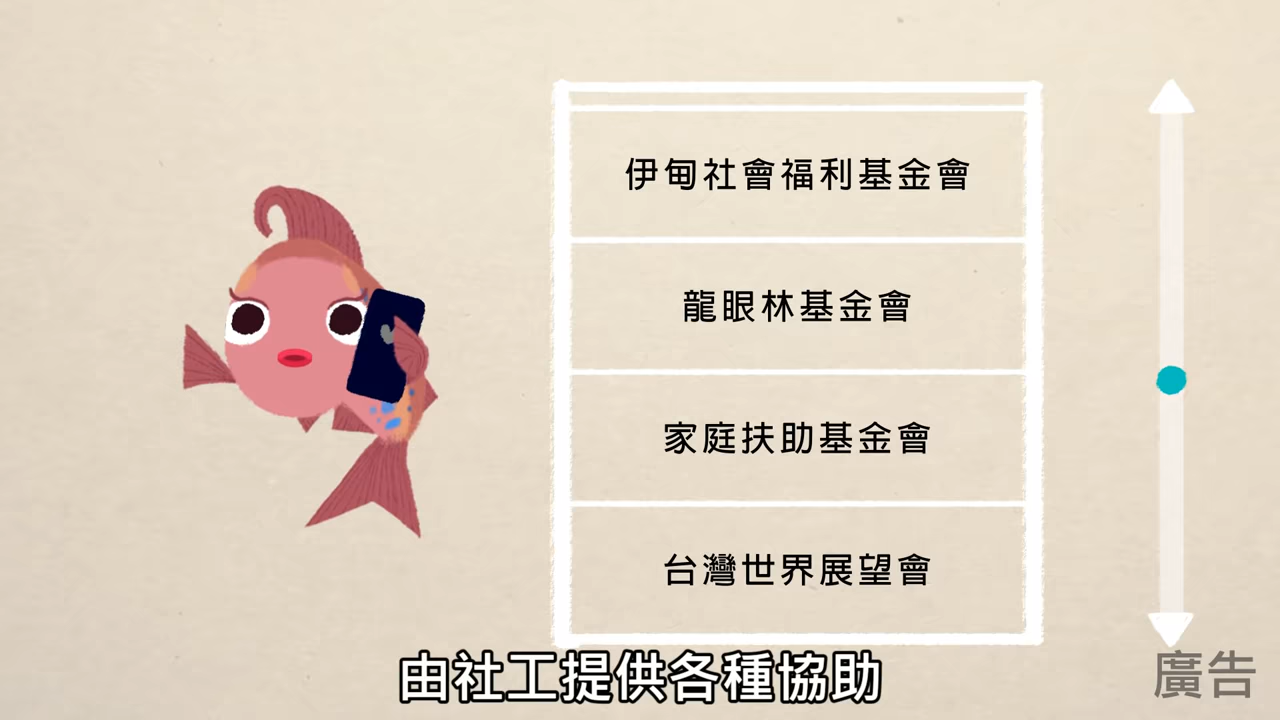 伊甸社會福利基金會
龍眼林基金會
家庭扶助基金會
台灣世界展望會
由社工提供各種協助
廣告